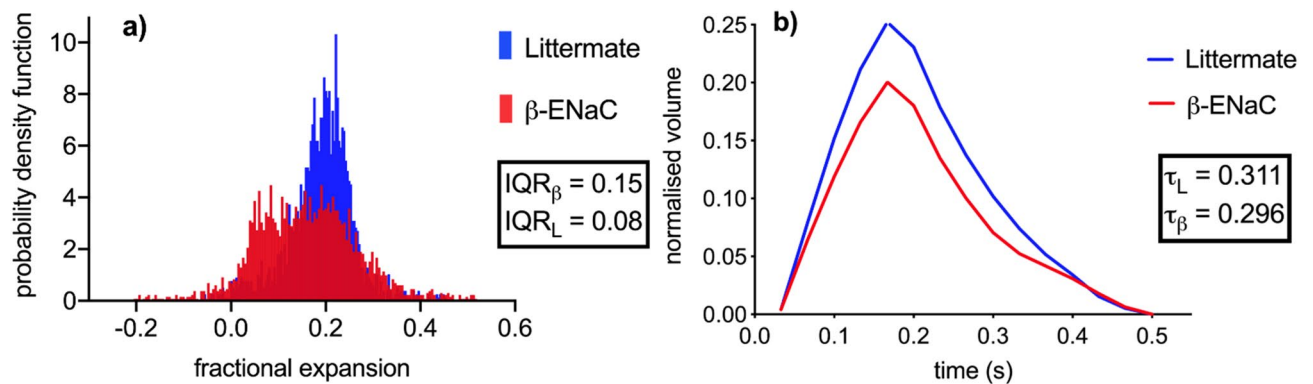 a)
probability density function
10
8
6
4
2
0
-0.2
0.0
0.2
0.4
0.6
fractional expansion
Littermate
β-ENaC
IQRβ = 0.15
IQRL = 0.08
b)
normalised volume
0.25
0.20
0.15
0.10
0.05
0.00
0.0
0.1
0.2
0.3
0.4
0.5
time (s)
Littermate
β-ENaC
τL = 0.311
τβ = 0.296